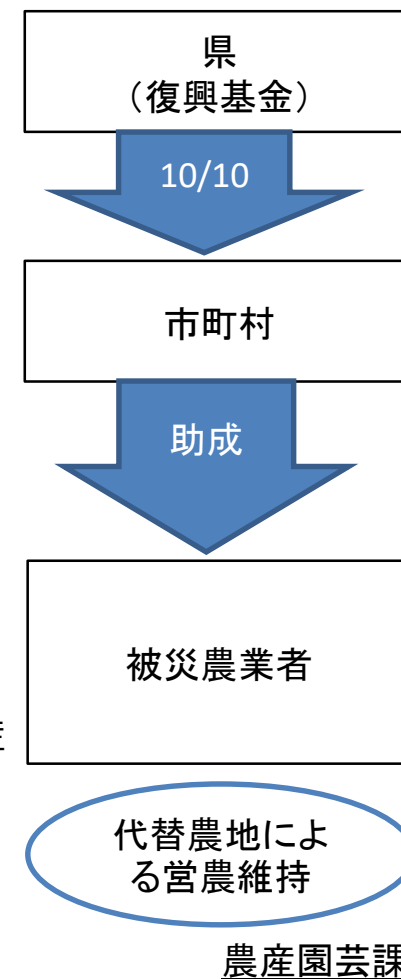 県
（復興基金）
10/10
市町村
助成
被災農業者
代替農地によ
る営農維持
農産園芸課